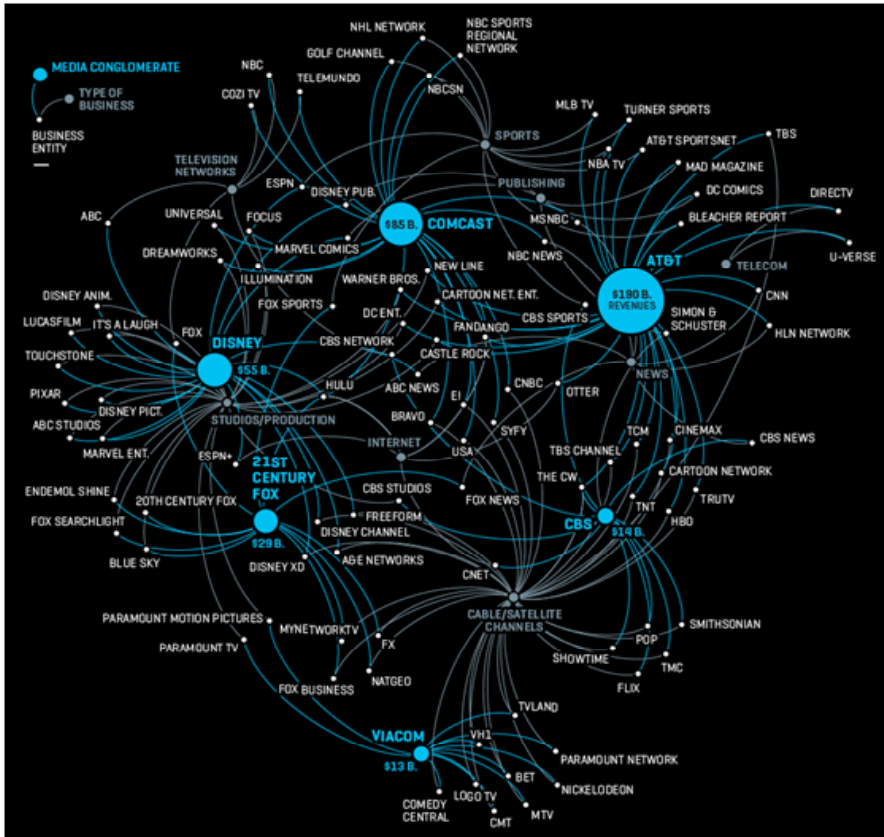 NHL NETWORK
NBC SPORTS
REGIONAL
NETWORK
GOLF CHANNEL
NBC
MEDIA CONGLOMERATE
TELEMUNDO
NBCSN
TYPE OF
BUSINESS
COZI TV
MLB TV
TURNER SPORTS
BUSINESS
ENTITY
SPORTS
TBS
AT&T SPORTSNET
NBA TV
TELEVISION
NETWORKS
MAD MAGAZINE
ESPN
PUBLISHING
DISNEY PUB.
DC COMICS
DIRECTV
ABC
UNIVERSAL
FOCUS
$85 B.
COMCAST
MSNBC
BLEACHER REPORT
MARVEL COMICS
U-VERSE
DREAMWORKS
NBC NEWS
AT&T
TELECOM
WARNER BROS.
NEW LINE
ILLUMINATION
$190 B.
REVENUES
CNN
DISNEY ANIM.
FOX SPORTS
CARTOON NET. ENT.
DC ENT.
CBS SPORTS
SIMON &
SCHUSTER
LUCASFILM
IT'S A LAUGH
FOX
DISNEY
CBS NETWORK
FANDANGO
HLN NETWORK
TOUCHSTONE
CASTLE ROCK
$55 B.
NEWS
HULU
ABC NEWS
CNBC
OTTER
PIXAR
DISNEY PICT.
EI
ABC STUDIOS
STUDIOS/PRODUCTION
BRAVO
SYFY
TCM
CINEMAX
MARVEL ENT.
INTERNET
USA
TBS CHANNEL
CBS NEWS
ESPN+
21ST
CENTURY
FOX
CARTOON NETWORK
THE CW
CBS STUDIOS
ENDEMOL SHINE
20TH CENTURY FOX
FOX NEWS
TNT
TRUTV
FOX SEARCHLIGHT
FREEFORM
CBS
HBO
DISNEY CHANNEL
$29 B.
$14 B.
BLUE SKY
DISNEY XD
A&E NETWORKS
CNET
CABLE/SATELLITE
CHANNELS
PARAMOUNT MOTION PICTURES
MYNETWORKTV
SMITHSONIAN
POP
PARAMOUNT TV
FX
SHOWTIME
TMC
FOX BUSINESS
NATGEO
FLIX
TVLAND
VIACOM
VH1
$13 B.
PARAMOUNT NETWORK
BET
NICKELODEON
COMEDY
CENTRAL
LOGO TV
MTV
CMT